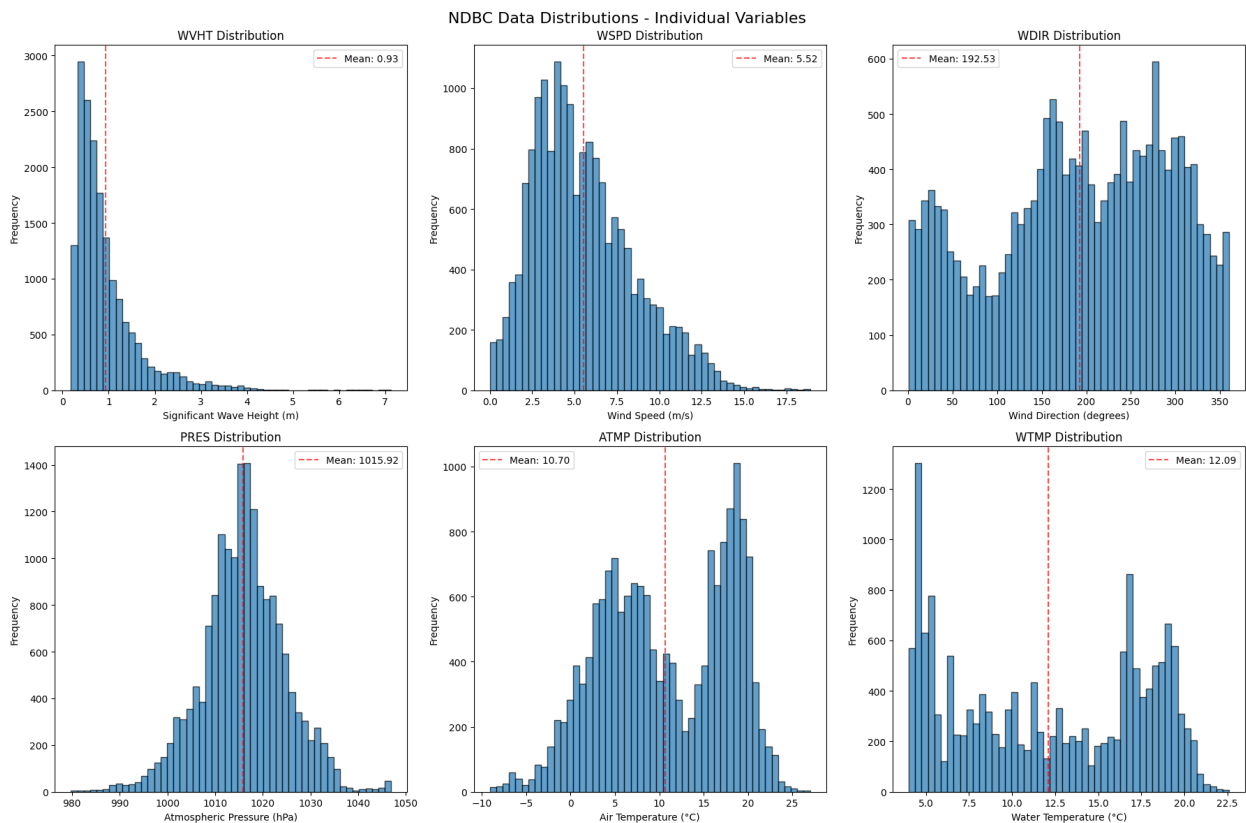 NDBC Data Distributions - Individual Variables
WVHT Distribution
Mean: 0.93
Frequency
3000
2500
2000
1500
1000
500
0
0 1 2 3 4 5 6 7
Significant Wave Height (m)
WSPD Distribution
Mean: 5.52
Frequency
1000
800
600
400
200
0
0.0 2.5 5.0 7.5 10.0 12.5 15.0 17.5
Wind Speed (m/s)
WDIR Distribution
Mean: 192.53
Frequency
600
500
400
300
200
100
0
0 50 100 150 200 250 300 350
Wind Direction (degrees)
PRES Distribution
Mean: 1015.92
Frequency
1400
1200
1000
800
600
400
200
0
980 990 1000 1010 1020 1030 1040 1050
Atmospheric Pressure (hPa)
ATMP Distribution
Mean: 10.70
Frequency
1000
800
600
400
200
0
−10 −5 0 5 10 15 20 25
Air Temperature (°C)
WTMP Distribution
Mean: 12.09
Frequency
1200
1000
800
600
400
200
0
5.0 7.5 10.0 12.5 15.0 17.5 20.0 22.5
Water Temperature (°C)